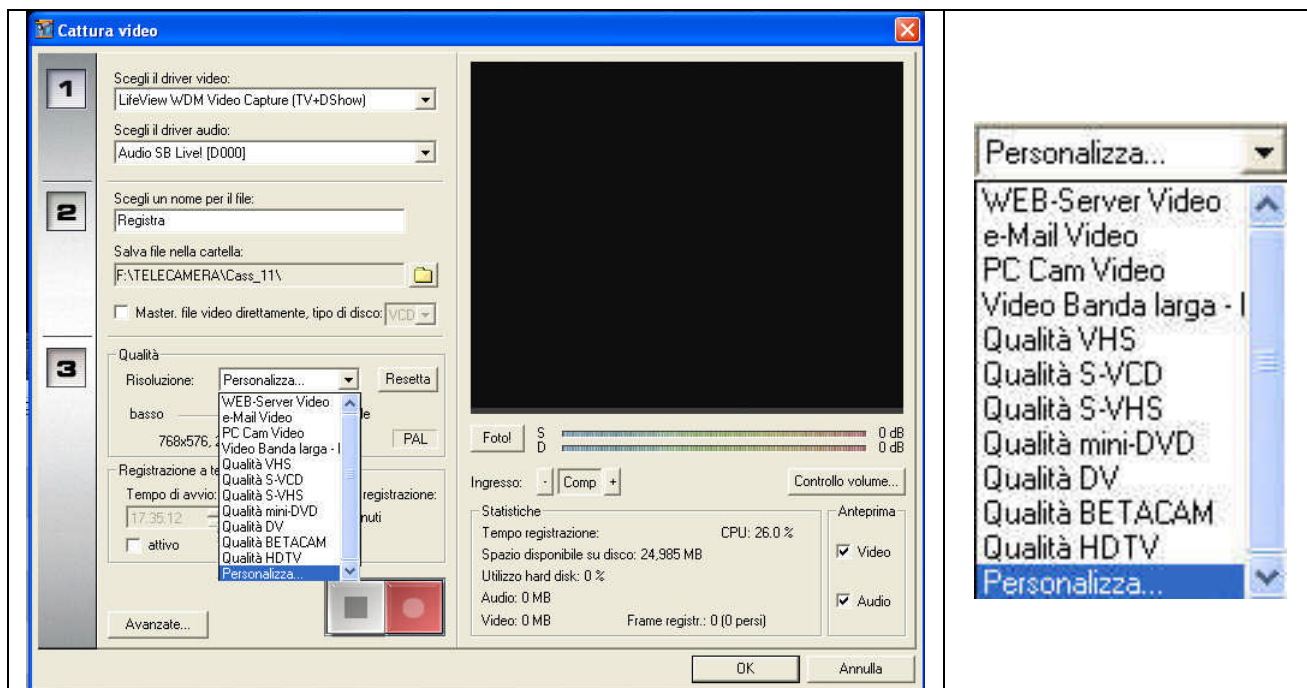 Cattura video
1
Scegli il driver video:
LifeView WDM Video Capture (TV+DShow)
Scegli il driver audio:
Audio SB Live! [D000]
2
Scegli un nome per il file:
Registra
Salva file nella cartella:
F:\TELECAMERA\Cass_11\
Master. file video direttamente, tipo di disco: VCD
3
Qualità
Risoluzione: Personalizza... Resetta
basso
768x576, PAL
Registrazione a
Tempo di avvio: registrazione:
17.35.12
attivo
WEB-Server Video
e-Mail Video
PC Cam Video
Video Banda larga -
Qualità VHS
Qualità S-VCD
Qualità S-VHS
Qualità mini-DVD
Qualità DV
Qualità BETACAM
Qualità HDTV
Personalizza...
Avanzate...
Foto! S 0 dB
D 0 dB
Ingresso: - Comp + Controllo volume...
Statistiche
Tempo registrazione: CPU: 26.0 %
Spazio disponibile su disco: 24,985 MB
Utilizzo hard disk: 0 %
Audio: 0 MB
Video: 0 MB Frame registr.: 0 (0 persi)
Anteprima
Video
Audio
OK Annulla
Personalizza...
WEB-Server Video
e-Mail Video
PC Cam Video
Video Banda larga -
Qualità VHS
Qualità S-VCD
Qualità S-VHS
Qualità mini-DVD
Qualità DV
Qualità BETACAM
Qualità HDTV
Personalizza...